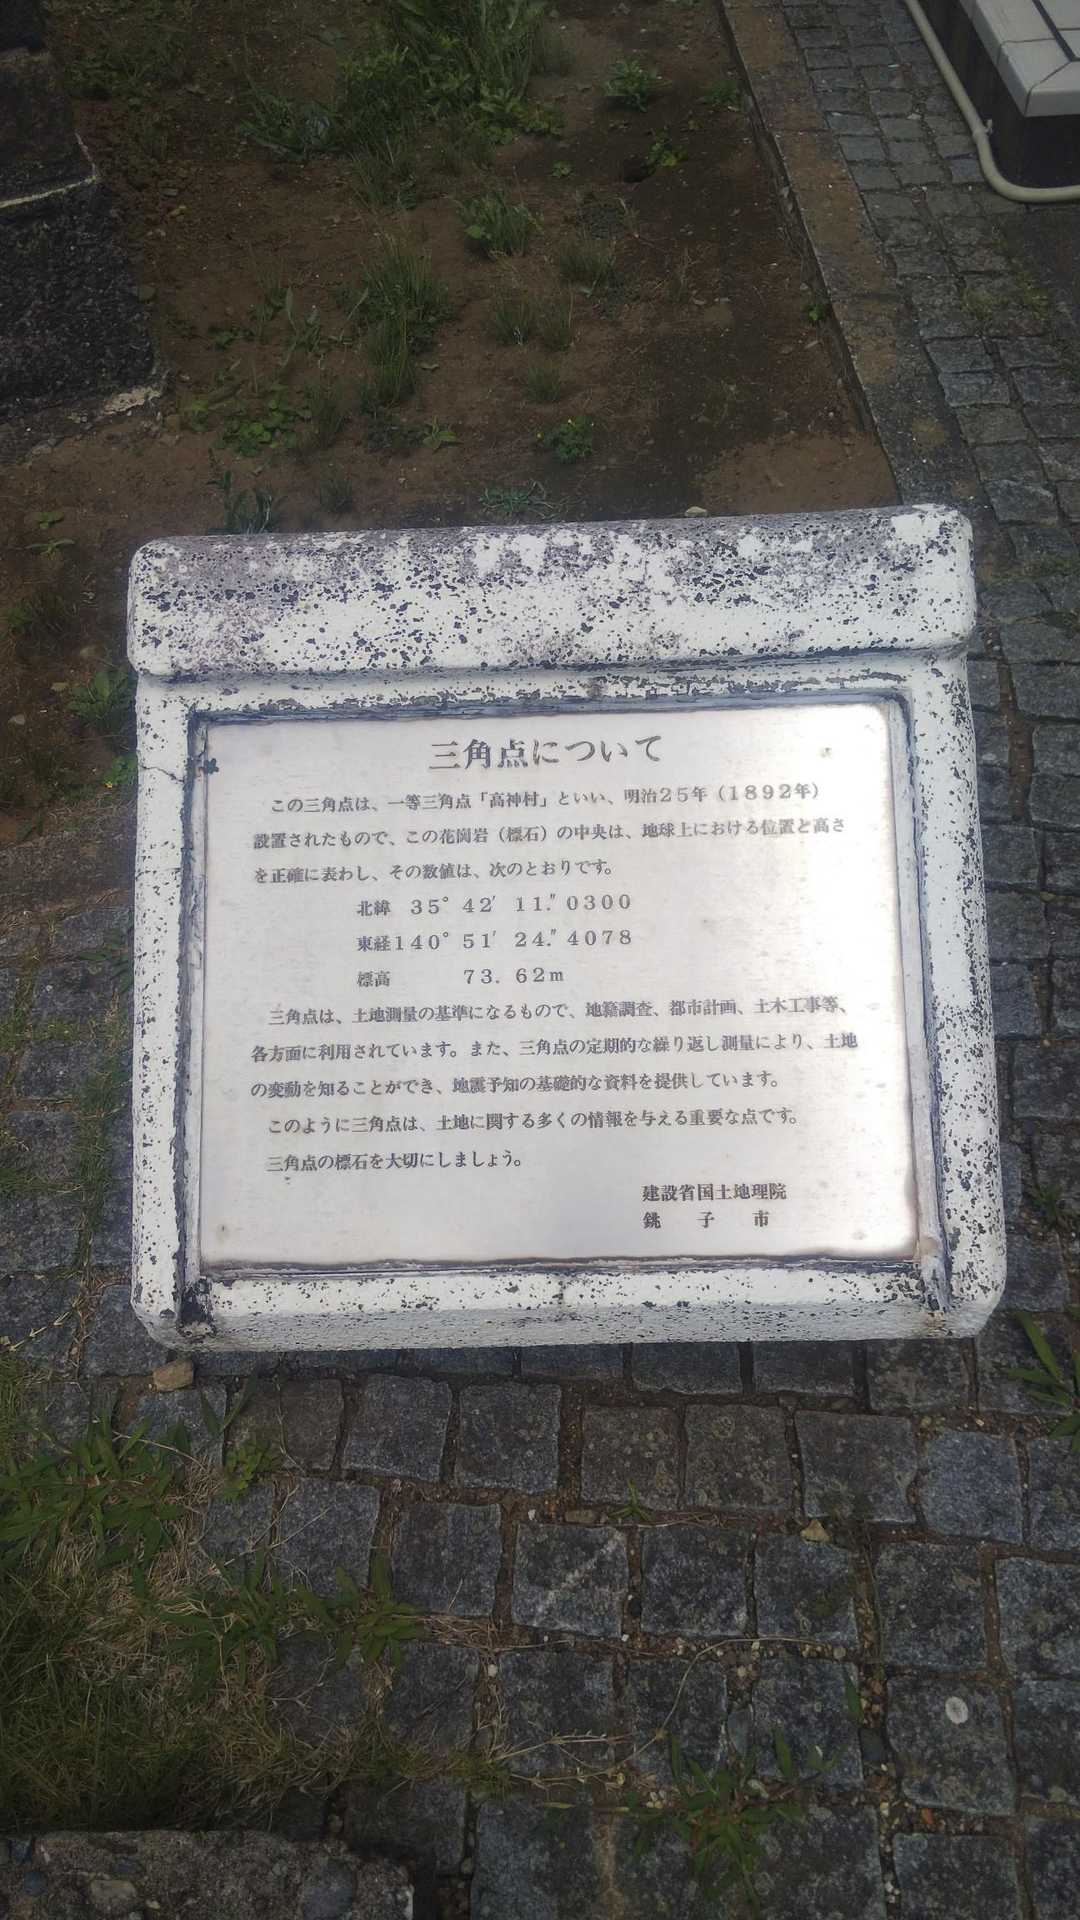 三角点について
この三角点は、一等三角点「高神村」といい、明治25年(1892年)
設置されたもので、この花崗岩(標石)の中央は、地球上における位置と高さ
を正確に表わし、その数値は、次のとおりです。
北緯 35° 42′ 11.″0300
東経140° 51′ 24.″4078
標高 73.62m
三角点は、土地測量の基準になるもので、地籍調査、都市計画、土木工事等、
各方面に利用されています。また、三角点の定期的な繰り返し測量により、土地
の変動を知ることができ、地震予知の基礎的な資料を提供しています。
このように三角点は、土地に関する多くの情報を与える重要な点です。
三角点の標石を大切にしましょう。
建設省国土地理院
銚子市